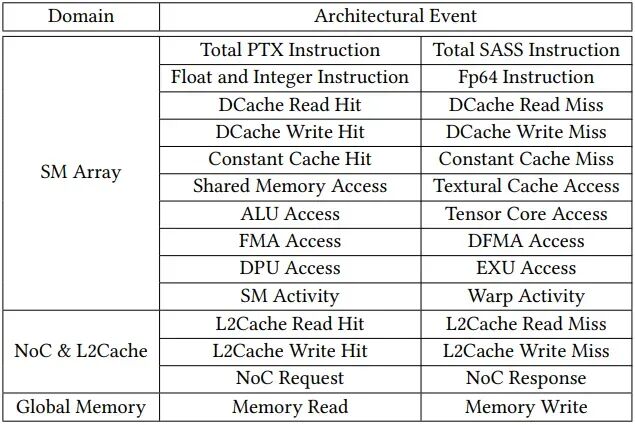 Domain Architectural Event
Total PTX Instruction Total SASS Instruction
Float and Integer Instruction Fp64 Instruction
DCache Read Hit DCache Read Miss
DCache Write Hit DCache Write Miss
Constant Cache Hit Constant Cache Miss
SM Array
Shared Memory Access Textural Cache Access
ALU Access Tensor Core Access
FMA Access DFMA Access
DPU Access EXU Access
SM Activity Warp Activity
L2Cache Read Hit L2Cache Read Miss
NoC & L2Cache L2Cache Write Hit L2Cache Write Miss
NoC Request NoC Response
Global Memory Memory Read Memory Write